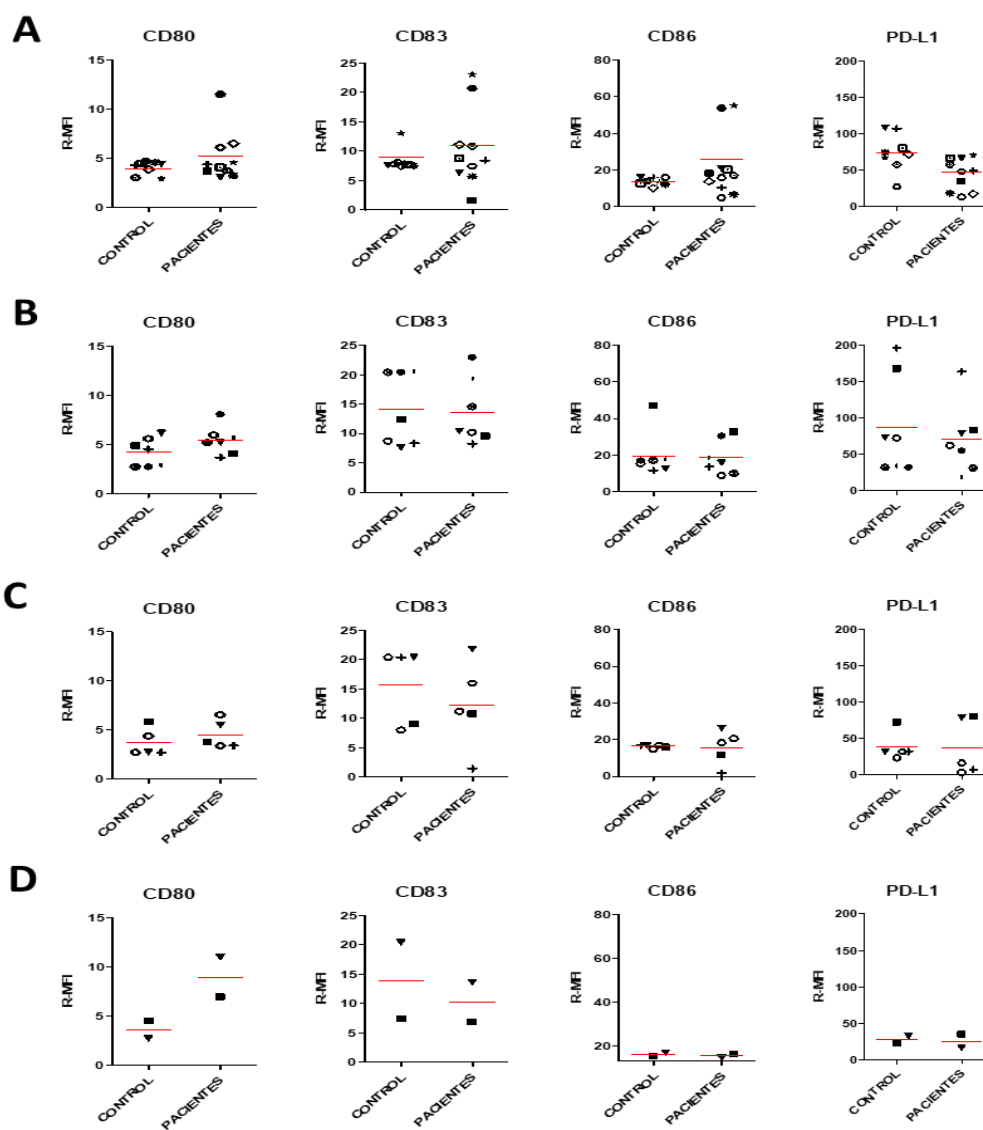 A
CD80
CD83
CD86
PD-L1
R-MFI
15
10
5
0
CONTROL
PACIENTES
R-MFI
25
20
15
10
5
0
CONTROL
PACIENTES
R-MFI
80
60
40
20
0
CONTROL
PACIENTES
R-MFI
200
150
100
50
0
CONTROL
PACIENTES
B
CD80
CD83
CD86
PD-L1
R-MFI
15
10
5
0
CONTROL
PACIENTES
R-MFI
25
20
15
10
5
0
CONTROL
PACIENTES
R-MFI
80
60
40
20
0
CONTROL
PACIENTES
R-MFI
200
150
100
50
0
CONTROL
PACIENTES
C
CD80
CD83
CD86
PD-L1
R-MFI
15
10
5
0
CONTROL
PACIENTES
R-MFI
25
20
15
10
5
0
CONTROL
PACIENTES
R-MFI
80
60
40
20
0
CONTROL
PACIENTES
R-MFI
200
150
100
50
0
CONTROL
PACIENTES
D
CD80
CD83
CD86
PD-L1
R-MFI
15
10
5
0
CONTROL
PACIENTES
R-MFI
25
20
15
10
5
0
CONTROL
PACIENTES
R-MFI
80
60
40
20
CONTROL
PACIENTES
R-MFI
200
150
100
50
0
CONTROL
PACIENTES